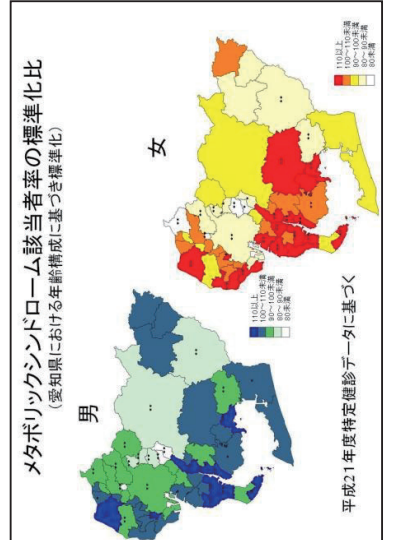 メタボリックシンドローム該当者率の標準化比
（愛知県における年齢構成に基づき標準化）
男
110以上
100～110未満
90～100未満
80～90未満
80未満
女
110以上
100～110未満
90～100未満
80～90未満
80未満
平成21年度特定健診データに基づく